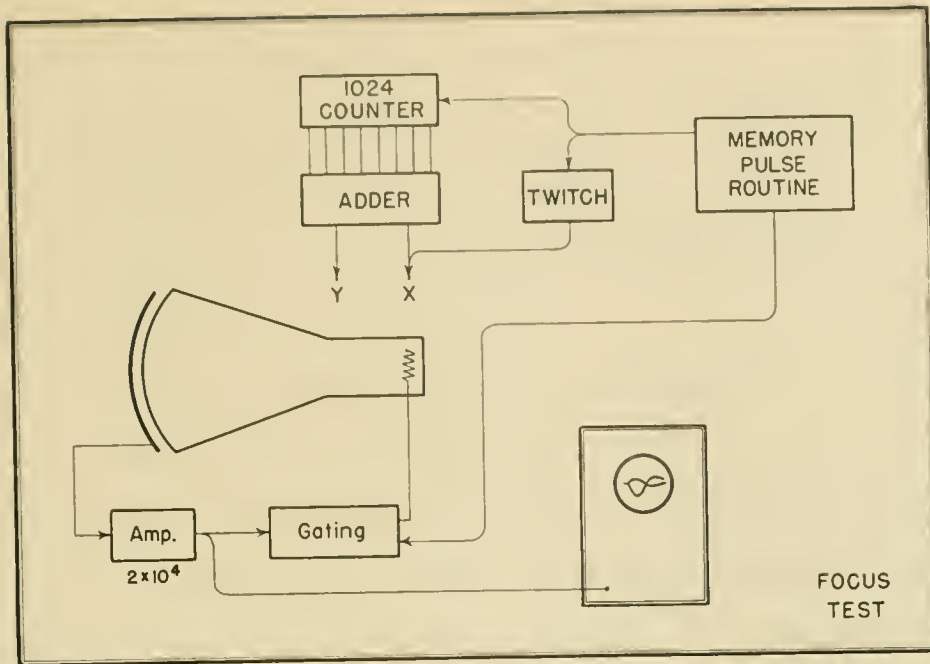 1024
COUNTER
MEMORY
PULSE
ROUTINE
ADDER
TWITCH
Y
X
Amp.
Gating
2 × 10⁴
FOCUS
TEST